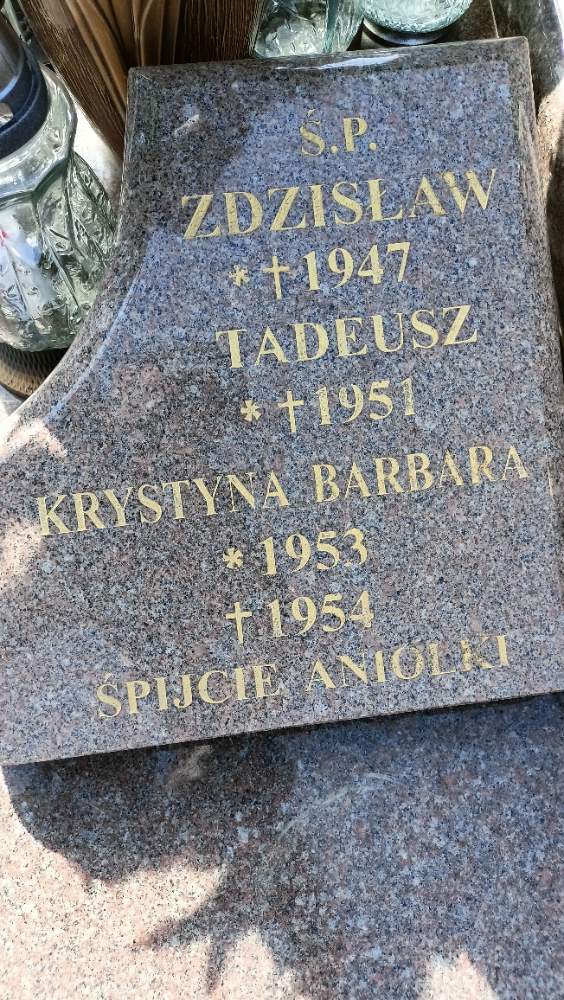 Ś.P.
ZDZISŁAW
* † 1947
TADEUSZ
* † 1951
KRYSTYNA BARBARA
* 1953
† 1954
ŚPIJCIE ANIOŁKI